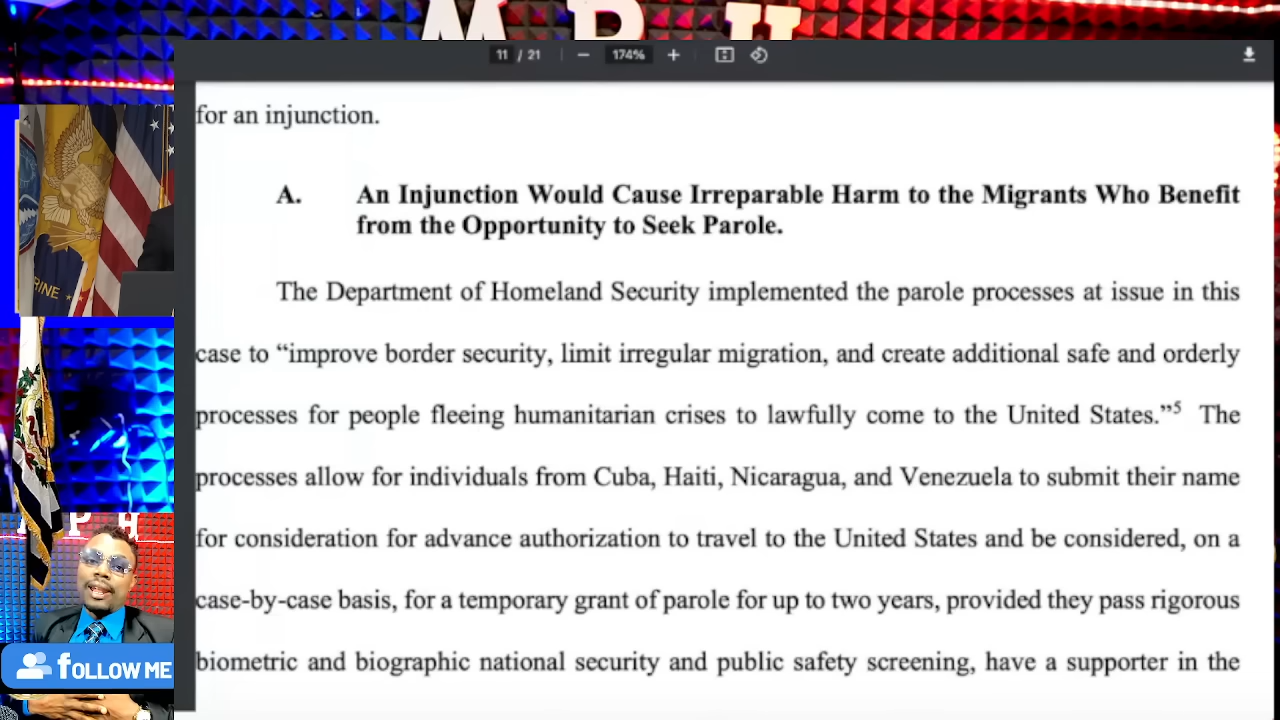 M P H
11 / 21 — 174% +
for an injunction.
A. An Injunction Would Cause Irreparable Harm to the Migrants Who Benefit
from the Opportunity to Seek Parole.
The Department of Homeland Security implemented the parole processes at issue in this
case to “improve border security, limit irregular migration, and create additional safe and orderly
processes for people fleeing humanitarian crises to lawfully come to the United States.”5 The
processes allow for individuals from Cuba, Haiti, Nicaragua, and Venezuela to submit their name
for consideration for advance authorization to travel to the United States and be considered, on a
case-by-case basis, for a temporary grant of parole for up to two years, provided they pass rigorous
biometric and biographic national security and public safety screening, have a supporter in the
RINE
P H
fOLLOW ME